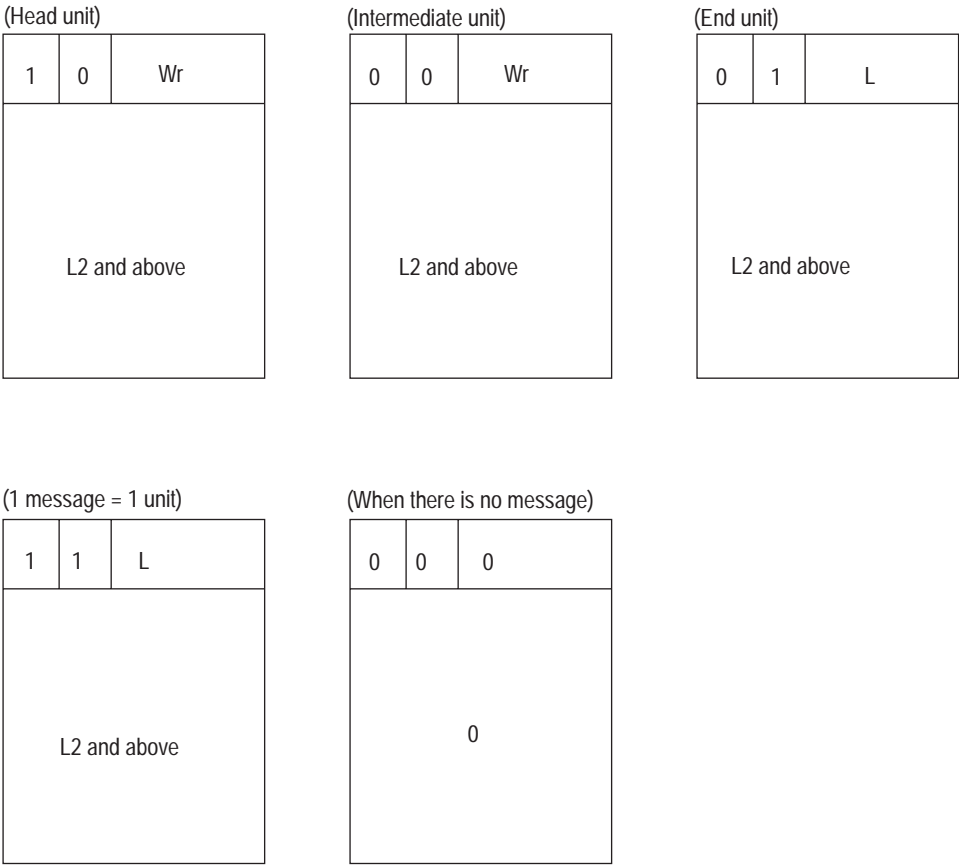 (Head unit) (Intermediate unit) (End unit)
1 0 Wr 0 0 Wr 0 1 L
L2 and above L2 and above L2 and above
(1 message = 1 unit) (When there is no message)
1 1 L 0 0 0
L2 and above 0